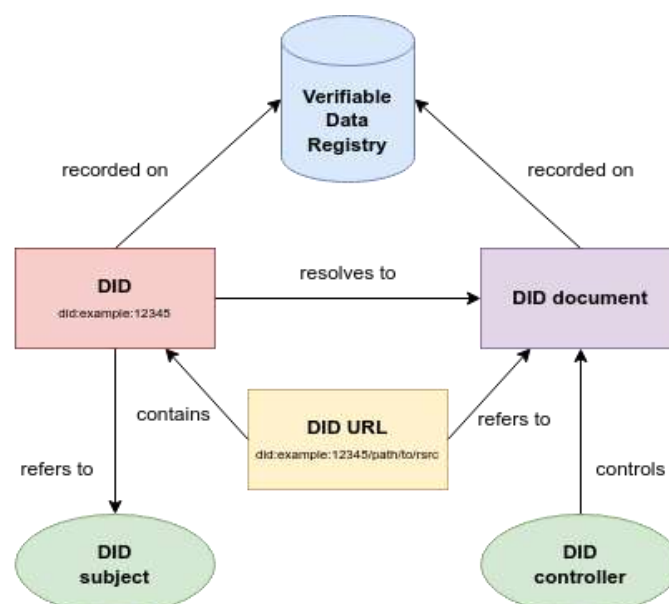 Verifiable
Data
Registry
recorded on
recorded on
DID
did:example:12345
resolves to
DID document
contains
DID URL
did:example:12345/path/to/rsrc
refers to
refers to
controls
DID
subject
DID
controller